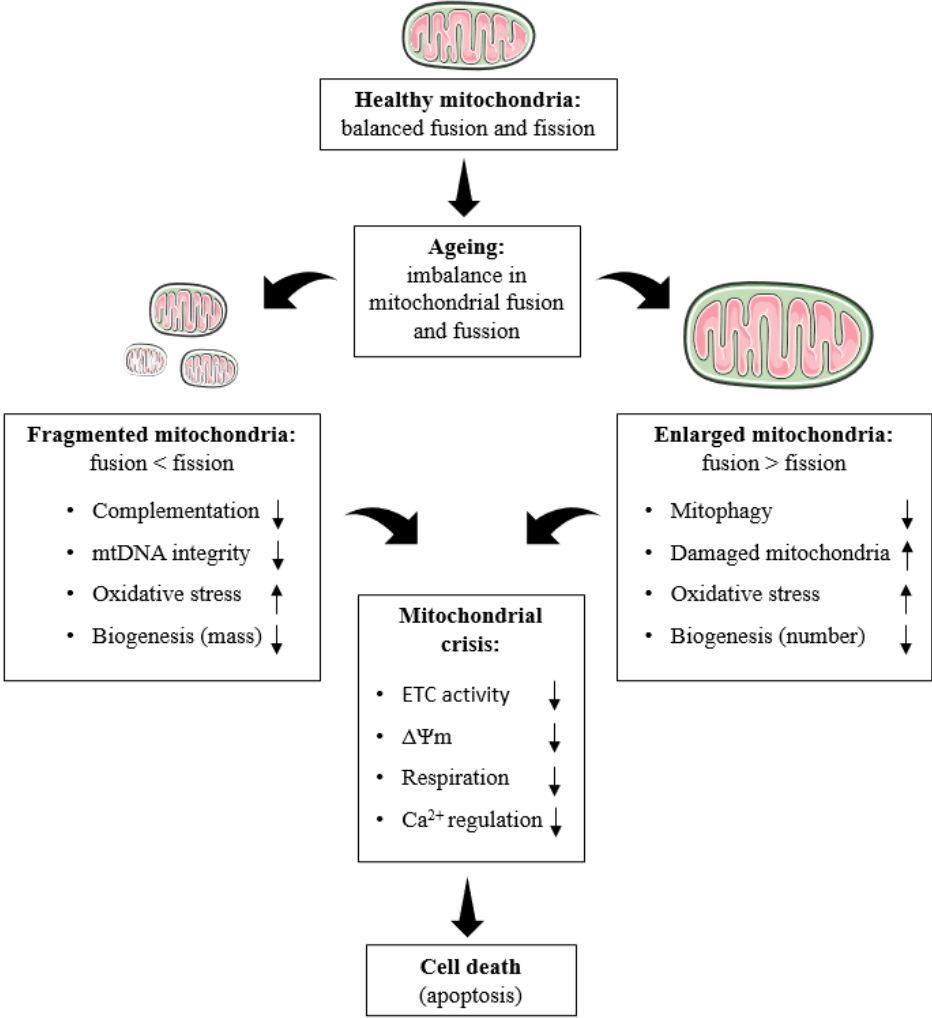 Healthy mitochondria:
balanced fusion and fission
Ageing:
imbalance in
mitochondrial fusion
and fussion
Fragmented mitochondria:
fusion < fission
• Complementation ↓
• mtDNA integrity ↓
• Oxidative stress ↑
• Biogenesis (mass) ↓
Enlarged mitochondria:
fusion > fission
• Mitophagy ↓
• Damaged mitochondria ↑
• Oxidative stress ↑
• Biogenesis (number) ↓
Mitochondrial
crisis:
• ETC activity ↓
• ΔΨm ↓
• Respiration ↓
• Ca²⁺ regulation ↓
Cell death
(apoptosis)